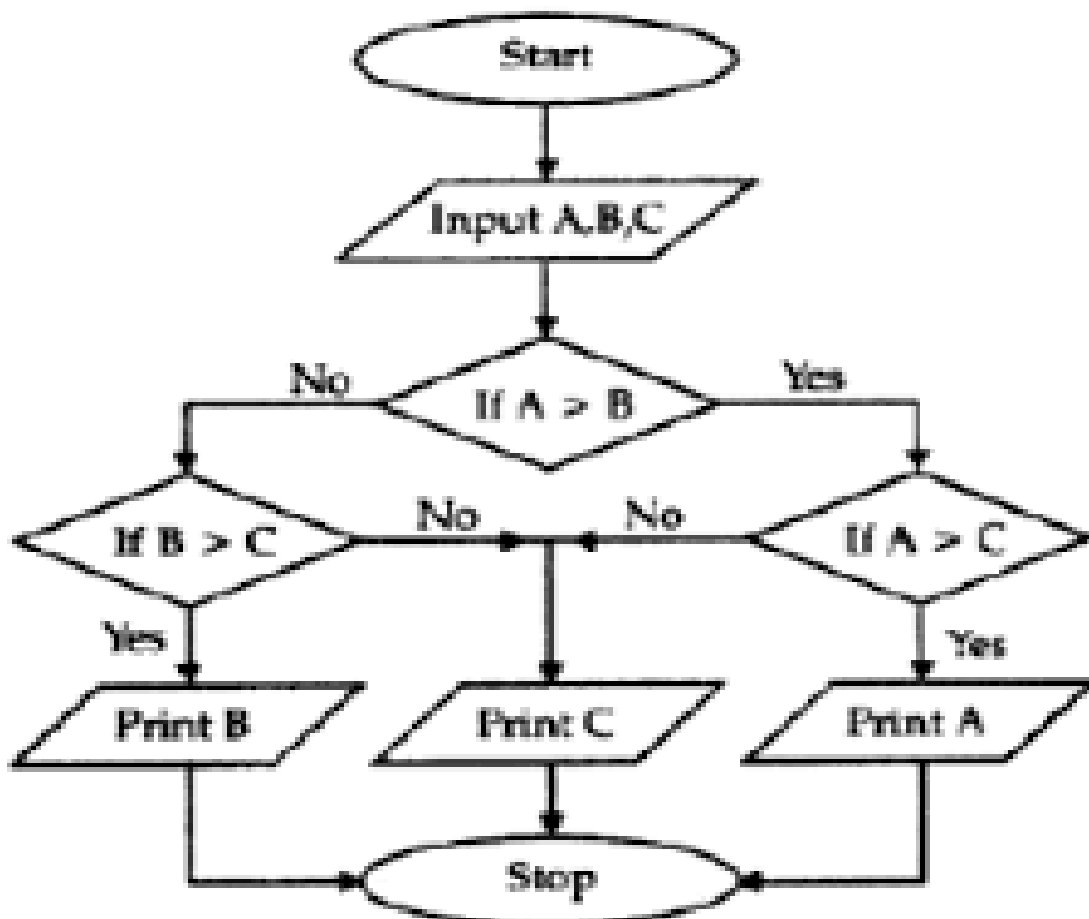 Start
Input A,B,C
No
If A > B
Yes
If B > C
No
No
If A > C
Yes
Yes
Print B
Print C
Print A
Stop